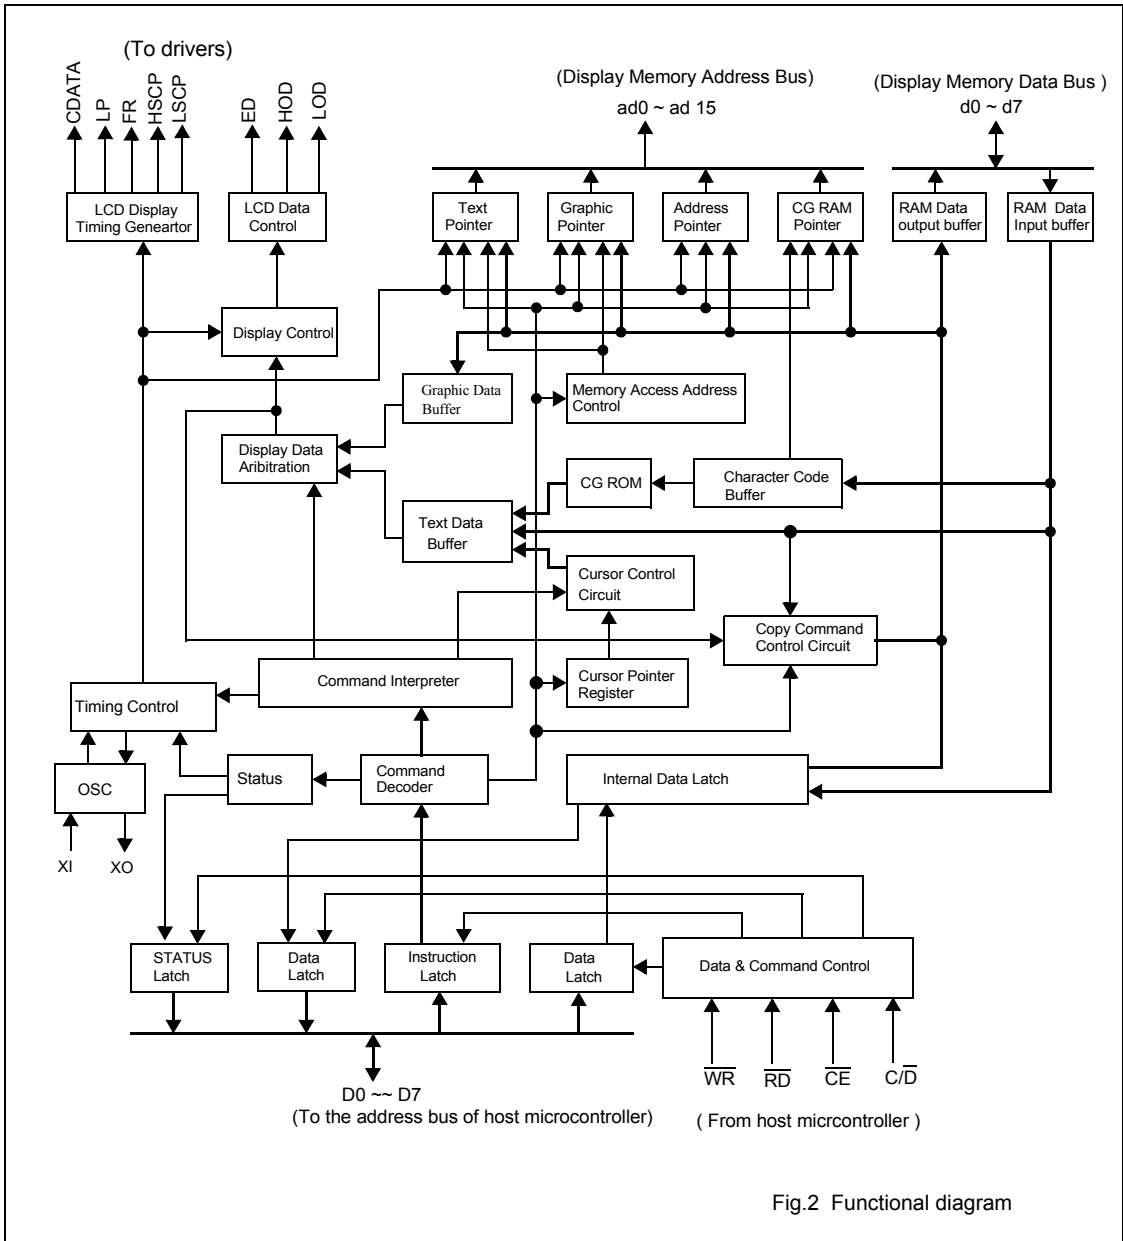 (To drivers)
CDATA
LP
FR
HSCP
LSCP
ED
HOD
LOD
(Display Memory Address Bus)
ad0 ~ ad 15
(Display Memory Data Bus )
d0 ~ d7
LCD Display
Timing Geneartor
LCD Data
Control
Text
Pointer
Graphic
Pointer
Address
Pointer
CG RAM
Pointer
RAM Data
output buffer
RAM Data
Input buffer
Display Control
Graphic Data
Buffer
Memory Access Address
Control
Display Data
Aribitration
CG ROM
Character Code
Buffer
Text Data
Buffer
Cursor Control
Circuit
Copy Command
Control Circuit
Command Interpreter
Cursor Pointer
Register
Timing Control
OSC
Status
Command
Decoder
Internal Data Latch
XI
XO
STATUS
Latch
Data
Latch
Instruction
Latch
Data
Latch
Data & Command Control
W̅R̅
R̅D̅
C̅E̅
C/D̅
D0 ~~ D7
(To the address bus of host microcontroller)
( From host micrcontroller )
Fig.2 Functional diagram